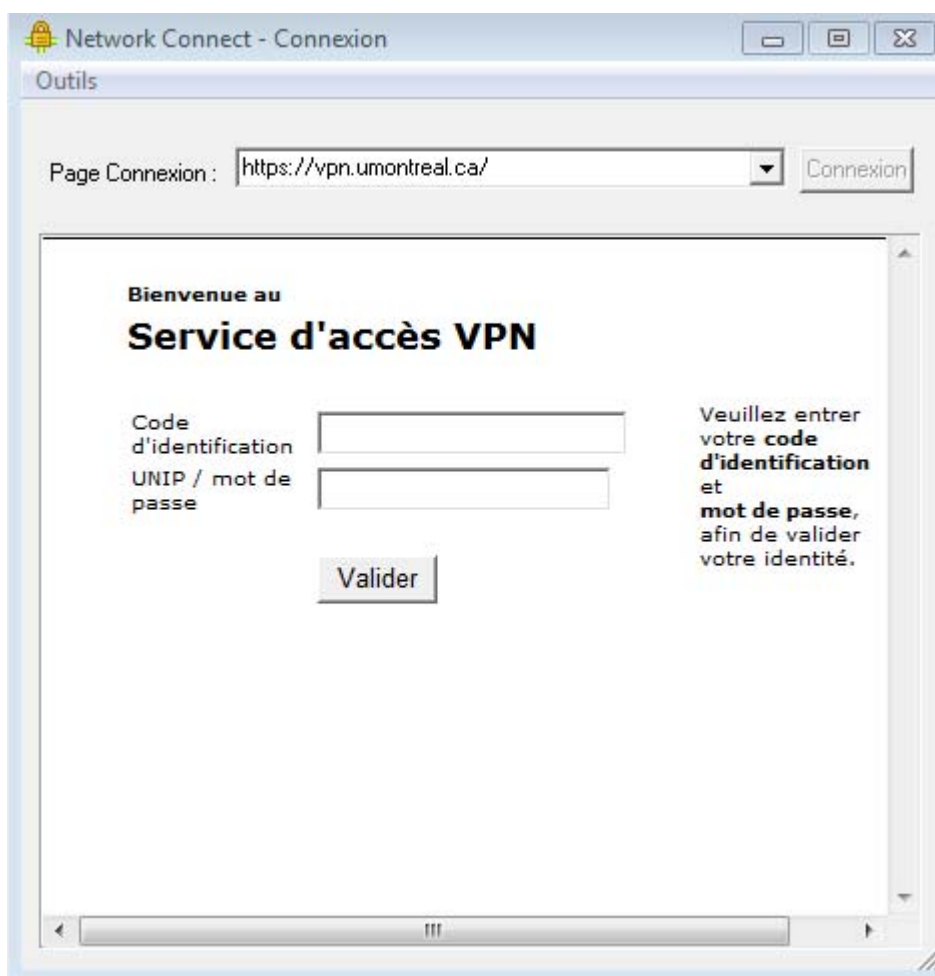 Network Connect - Connexion
Outils
Page Connexion : https://vpn.umontreal.ca/ Connexion
Bienvenue au
Service d'accès VPN
Code
d'identification
UNIP / mot de
passe
Valider
Veuillez entrer
votre code
d'identification
et
mot de passe,
afin de valider
votre identité.